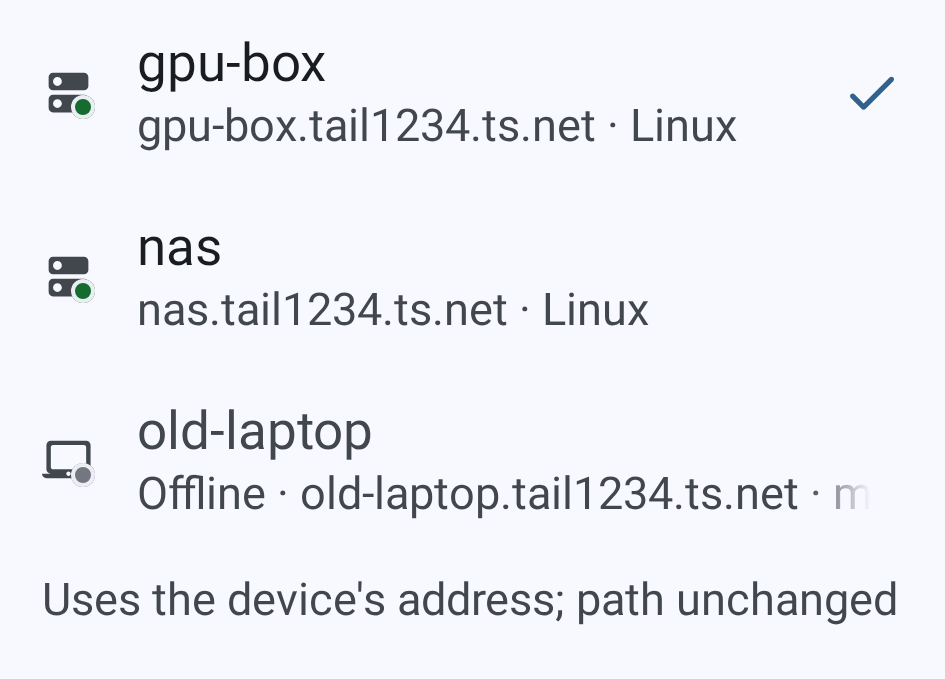 gpu-box
gpu-box.tail1234.ts.net · Linux
nas
nas.tail1234.ts.net · Linux
old-laptop
Offline · old-laptop.tail1234.ts.net ·
Uses the device's address; path unchanged